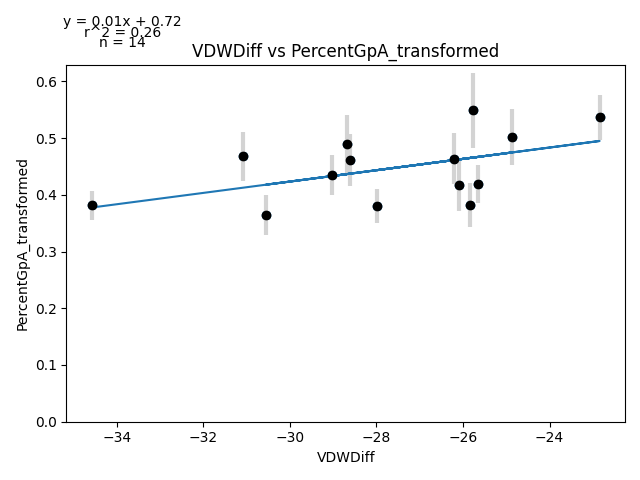 y = 0.01x + 0.72
r^2 = 0.26
n = 14
VDWDiff vs PercentGpA_transformed
PercentGpA_transformed
0.6
0.5
0.4
0.3
0.2
0.1
0.0
−34
−32
−30
−28
−26
−24
VDWDiff